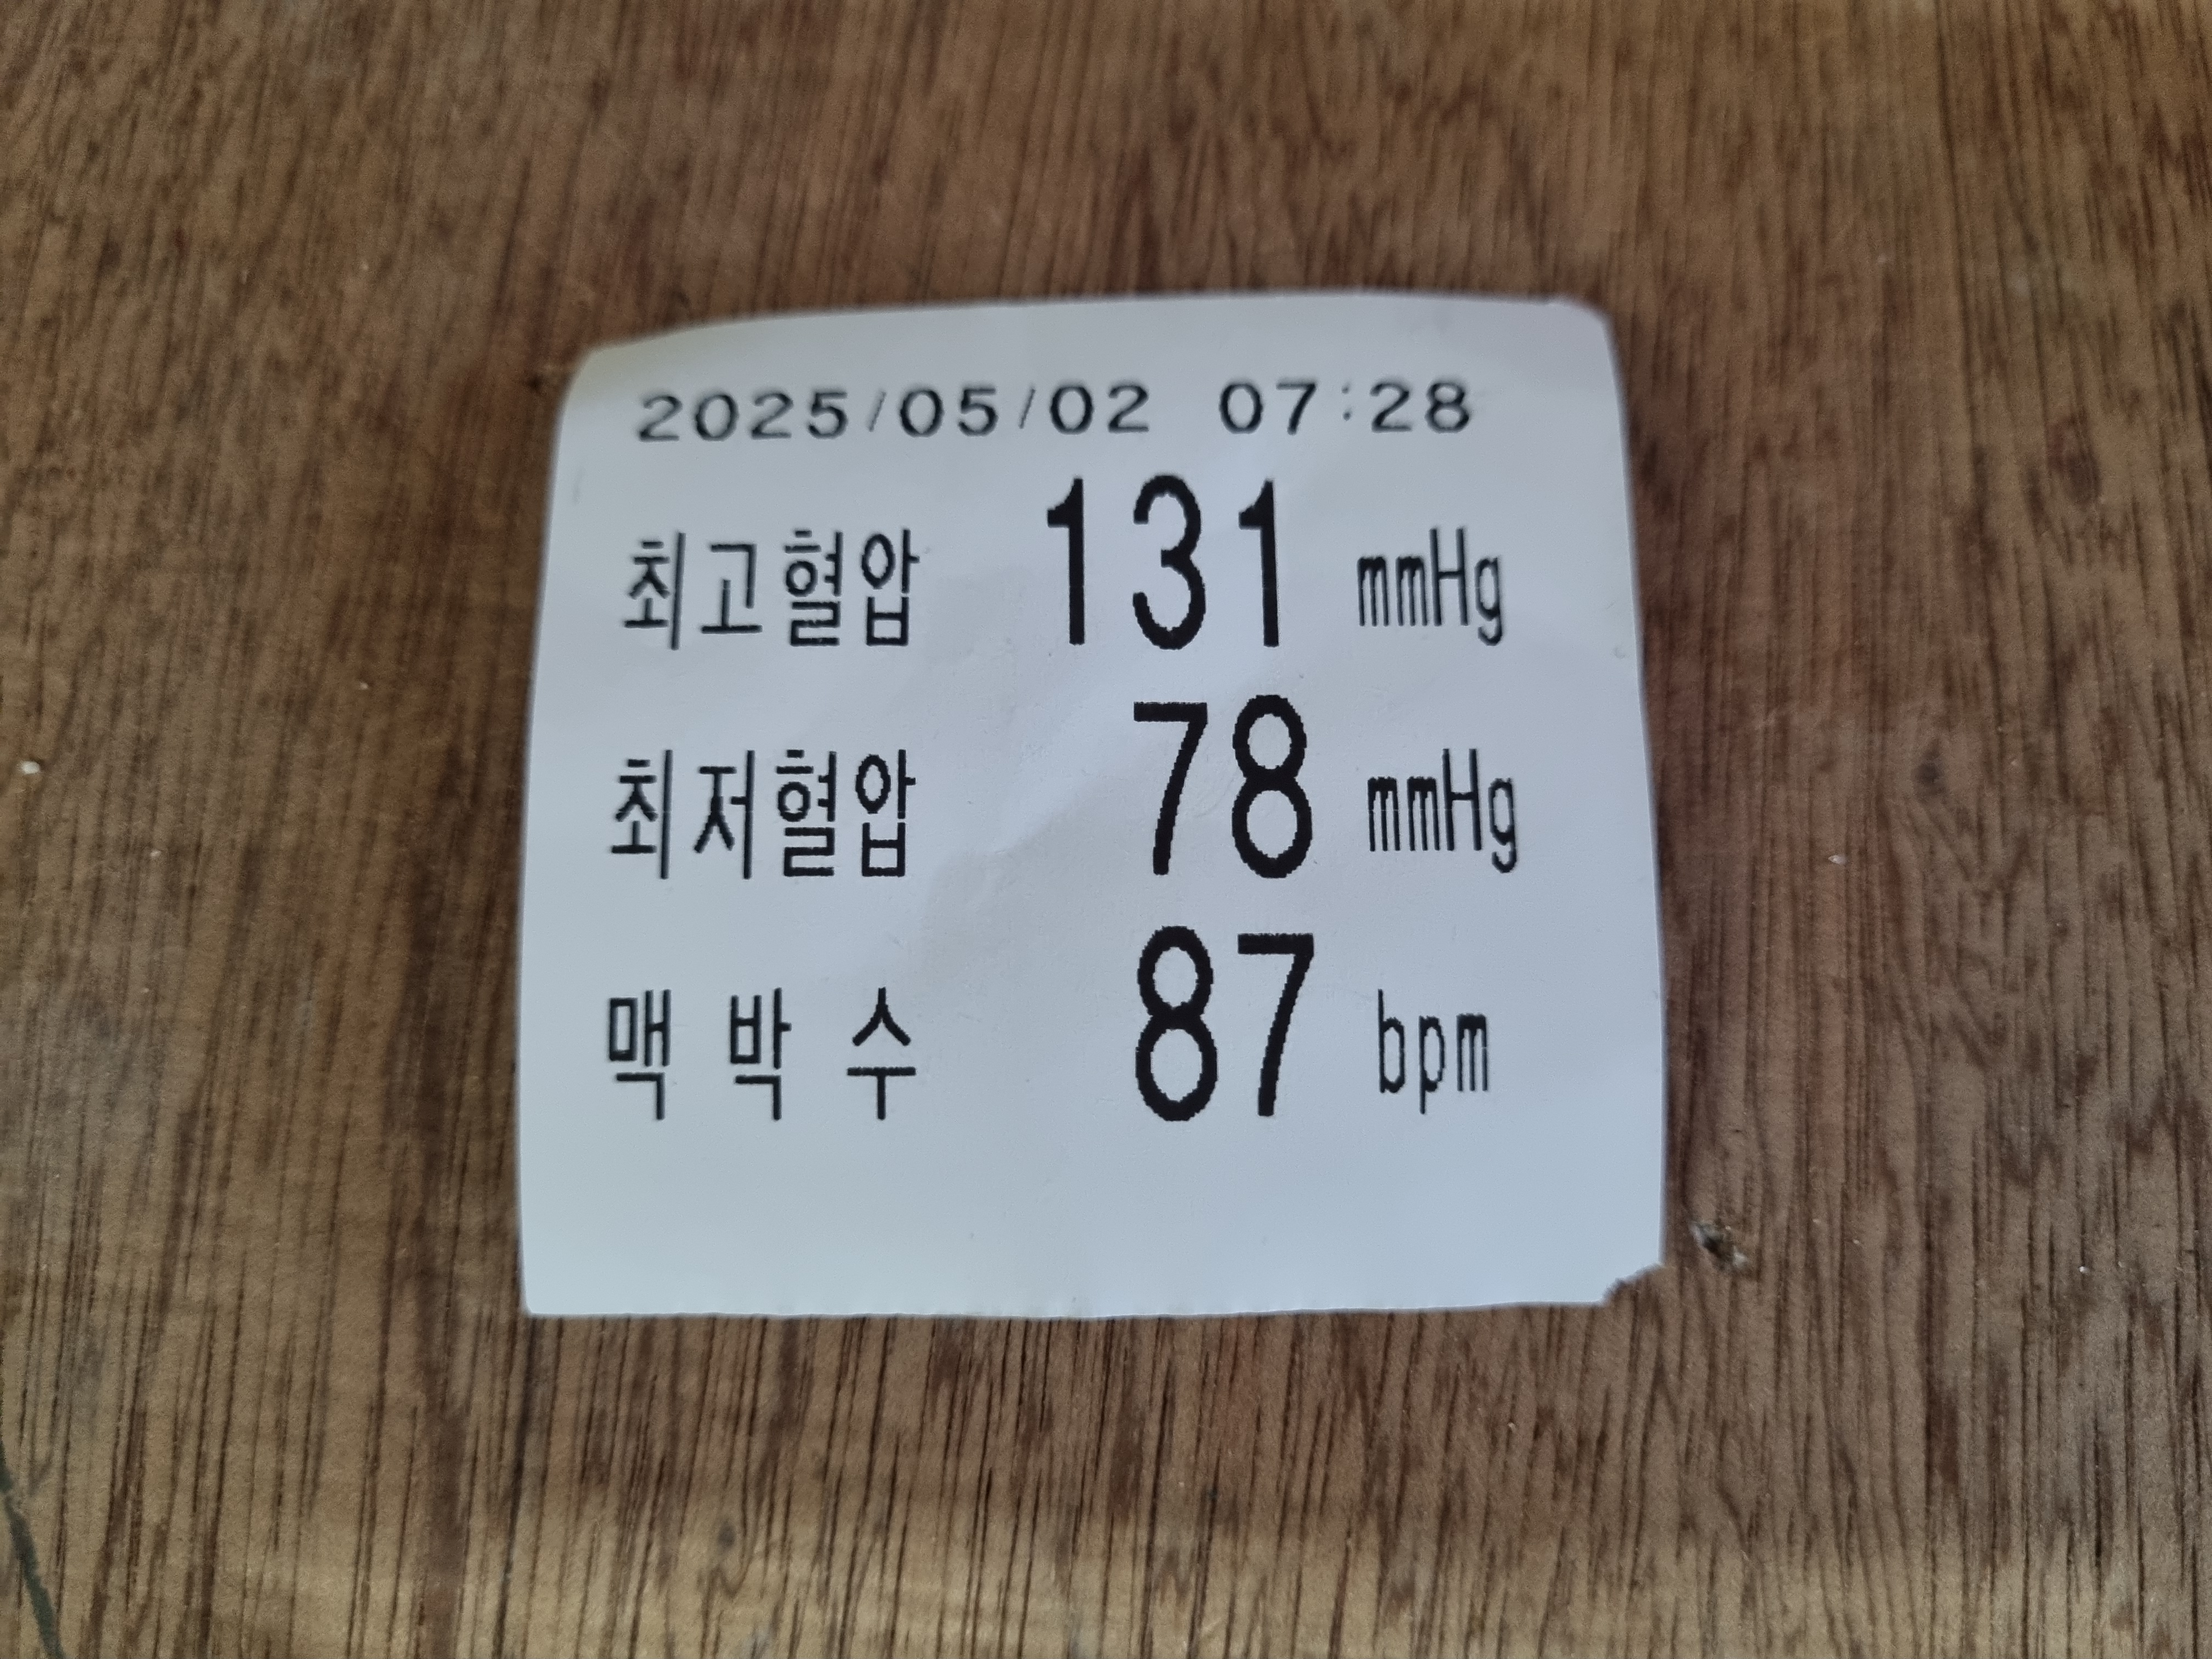 2025/05/02 07:28
최고혈압 131 mmHg
최저혈압 78 mmHg
맥 박 수 87 bpm